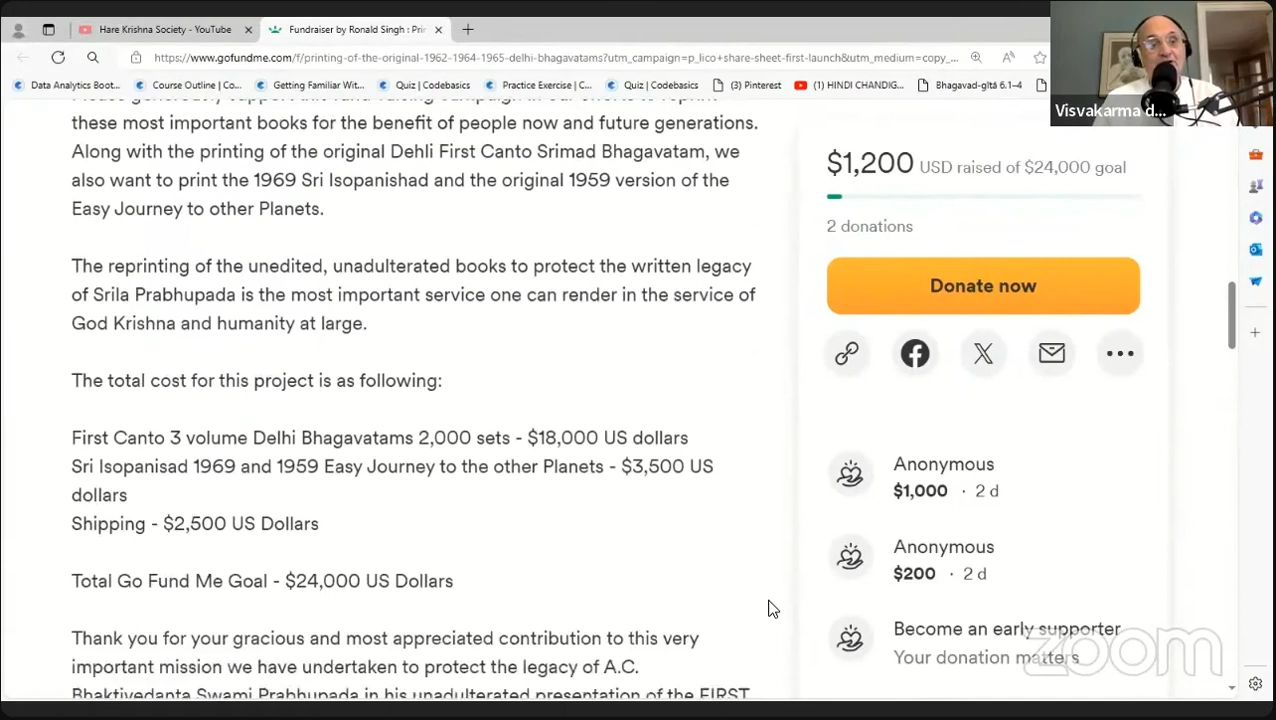 Hare Krishna Society - YouTube
Fundraiser by Ronald Singh : Pri
https://www.gofundme.com/f/printing-of-the-original-1962-1964-1965-delhi-bhagavatams?utm_campaign=p_lico+share-sheet-first-launch&utm_medium=copy_...
Data Analytics Boot...
Course Outline | Co...
Getting Familiar Wit...
Quiz | Codebasics
Practice Exercise | C...
Quiz | Codebasics
(3) Pinterest
(1) HINDI CHANDIG...
Bhagavad-gītā 6.1–4
Visvakarma d...
these most important books for the benefit of people now and future generations.
Along with the printing of the original Dehli First Canto Srimad Bhagavatam, we
also want to print the 1969 Sri Isopanishad and the original 1959 version of the
Easy Journey to other Planets.
The reprinting of the unedited, unadulterated books to protect the written legacy
of Srila Prabhupada is the most important service one can render in the service of
God Krishna and humanity at large.
The total cost for this project is as following:
First Canto 3 volume Delhi Bhagavatams 2,000 sets - $18,000 US dollars
Sri Isopanisad 1969 and 1959 Easy Journey to the other Planets - $3,500 US
dollars
Shipping - $2,500 US Dollars
Total Go Fund Me Goal - $24,000 US Dollars
Thank you for your gracious and most appreciated contribution to this very
important mission we have undertaken to protect the legacy of A.C.
Bhaktivedanta Swami Prabhupada in his unadulterated presentation of the FIRST
$1,200 USD raised of $24,000 goal
2 donations
Donate now
Anonymous
$1,000 · 2 d
Anonymous
$200 · 2 d
Become an early supporter
Your donation matters
zoom